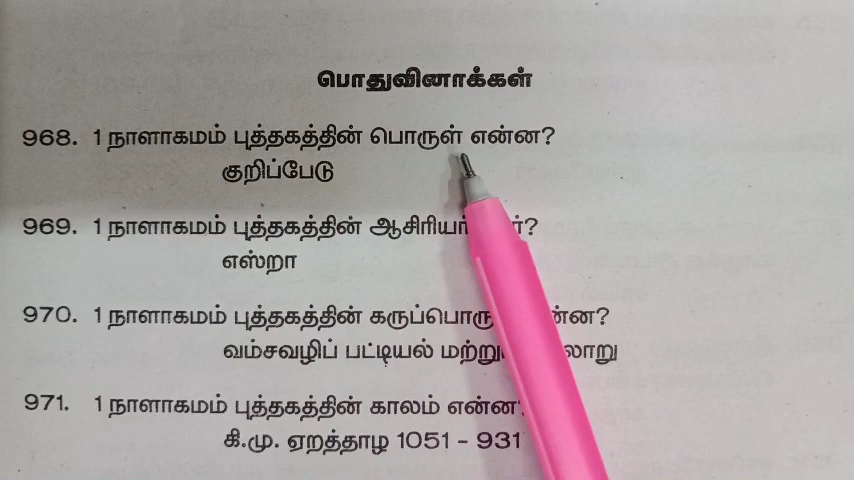 பொதுவினாக்கள்
968. 1 நாளாகமம் புத்தகத்தின் பொருள் என்ன?
குறிப்பேடு
969. 1 நாளாகமம் புத்தகத்தின்
எஸ்றா
970. 1 நாளாகமம் புத்தகத்தின்
வம்சவழிப் பட்டியல்
971. 1 நாளாகமம் புத்தகத்தின் காலம் என்ன
கி.மு. ஏறத்தாழ 1051 - 931